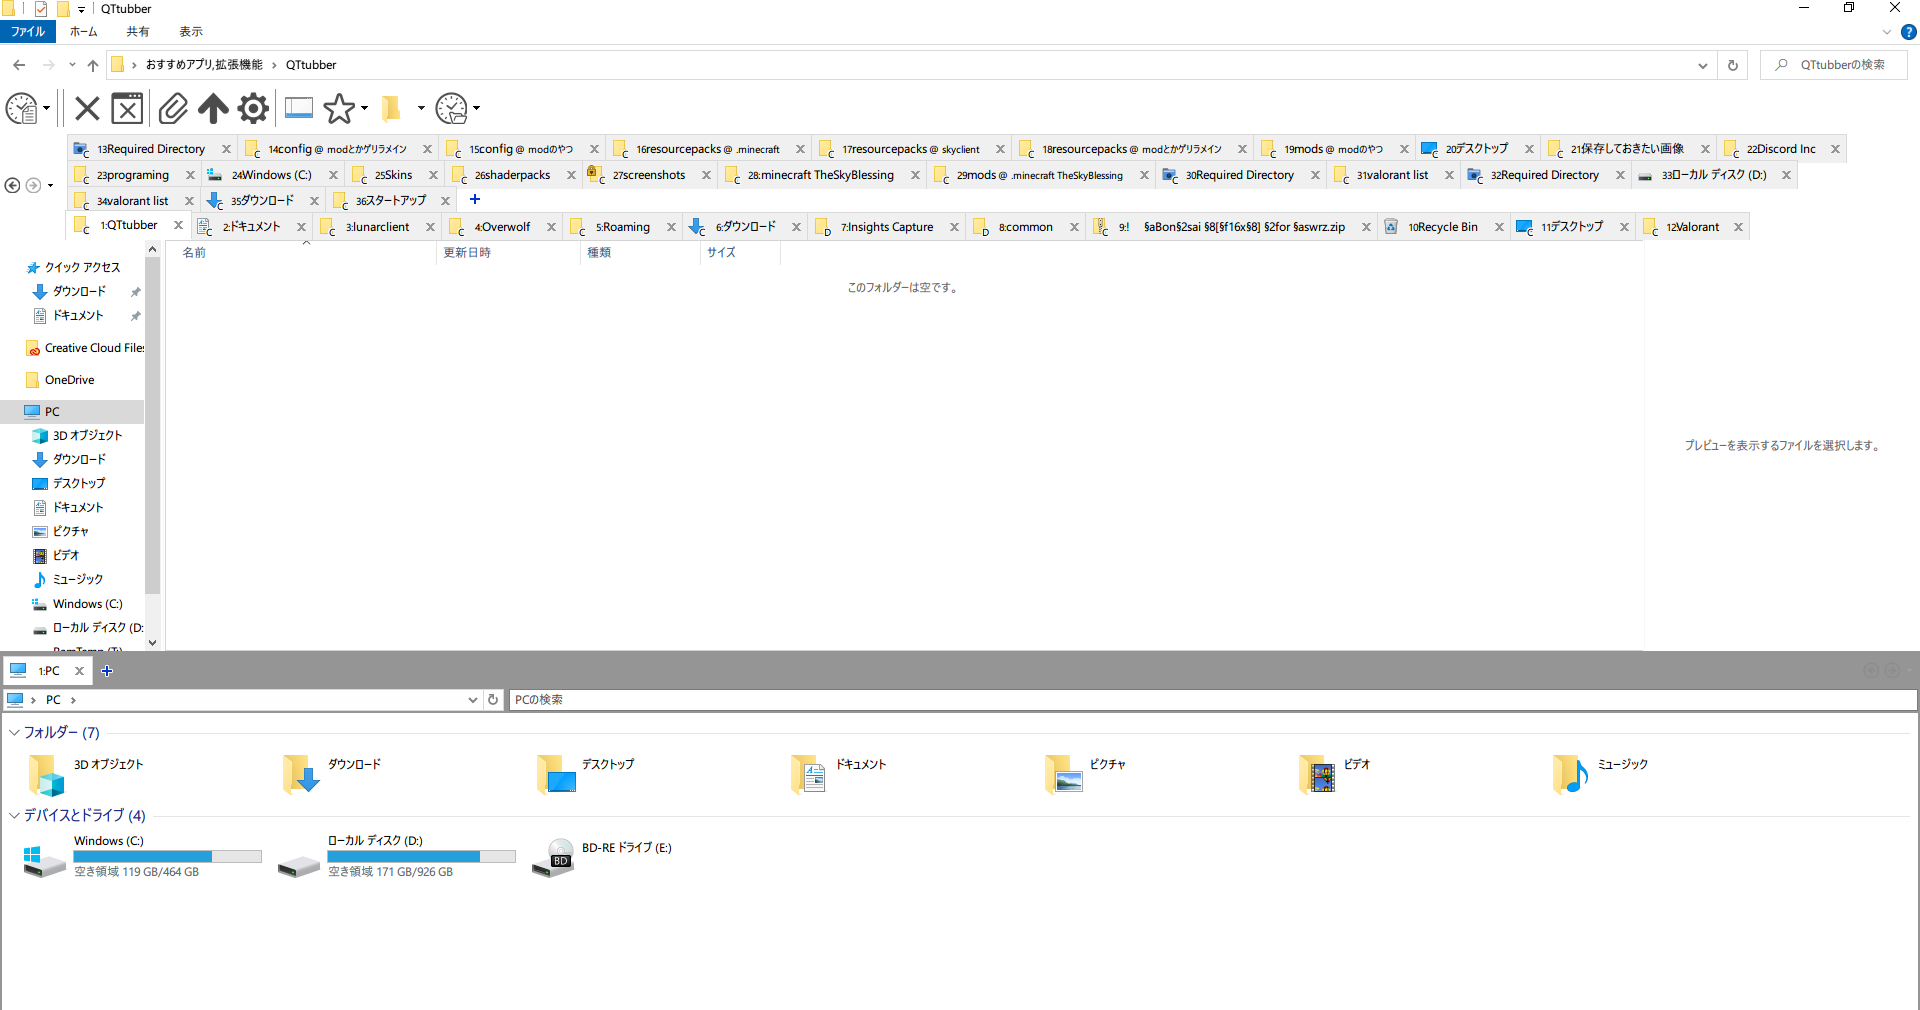 QTtubber
ファイル ホーム 共有 表示
おすすめアプリ,拡張機能 QTtubber QTtubberの検索
13Required Directory 14config @ modとかゲリラメイン 15config @ modのやつ 16resourcepacks @ .minecraft 17resourcepacks @ skyclient 18resourcepacks @ modとかゲリラメイン 19mods @ modのやつ 20デスクトップ 21保存しておきたい画像 22Discord Inc
23programing 24Windows (C:) 25Skins 26shaderpacks 27screenshots 28:minecraft TheSkyBlessing 29mods @ .minecraft TheSkyBlessing 30Required Directory 31valorant list 32Required Directory 33ローカル ディスク (D:)
34valorant list 35ダウンロード 36スタートアップ
1:QTtubber 2:ドキュメント 3:lunarclient 4:Overwolf 5:Roaming 6:ダウンロード 7:Insights Capture 8:common 9:! §aBon§2sai §8[§f16x§8] §2for §aswrz.zip 10Recycle Bin 11デスクトップ 12Valorant
名前 更新日時 種類 サイズ
このフォルダーは空です。
プレビューを表示するファイルを選択します。
クイック アクセス
ダウンロード
ドキュメント
Creative Cloud Files
OneDrive
PC
3D オブジェクト
ダウンロード
デスクトップ
ドキュメント
ピクチャ
ビデオ
ミュージック
Windows (C:)
ローカル ディスク (D:
1:PC
PC PCの検索
フォルダー (7)
3D オブジェクト ダウンロード デスクトップ ドキュメント ピクチャ ビデオ ミュージック
デバイスとドライブ (4)
Windows (C:) ローカル ディスク (D:) BD-RE ドライブ (E:)
空き領域 119 GB/464 GB 空き領域 171 GB/926 GB